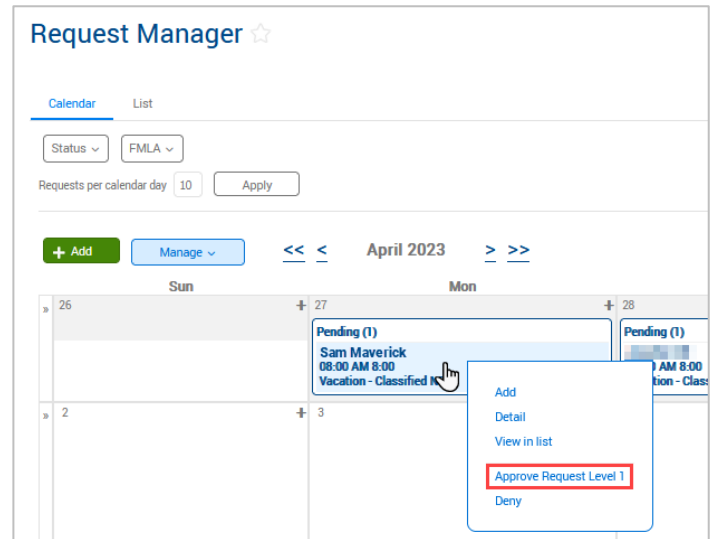 Request Manager
Calendar List
Status FMLA
Requests per calendar day 10 Apply
+ Add Manage << < April 2023 > >>
Sun Mon
» 26 27 28
Pending (1) Pending (1)
Sam Maverick
08:00 AM 8:00 AM 8:00
Vacation - Classified
Add
Detail
View in list
Approve Request Level 1
Deny
» 2 3